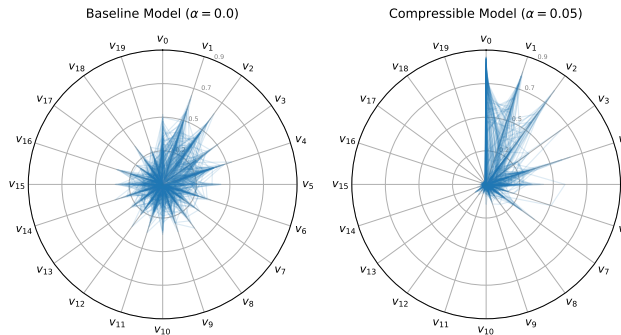 Baseline Model (α = 0.0)
v0
v1
v2
v3
v4
v5
v6
v7
v8
v9
v10
v11
v12
v13
v14
v15
v16
v17
v18
v19
0.5
0.7
0.9
Compressible Model (α = 0.05)
v0
v1
v2
v3
v7
v8
v9
v10
v11
v12
v13
v14
v15
v16
v17
v18
v19
0.5
0.7
0.9